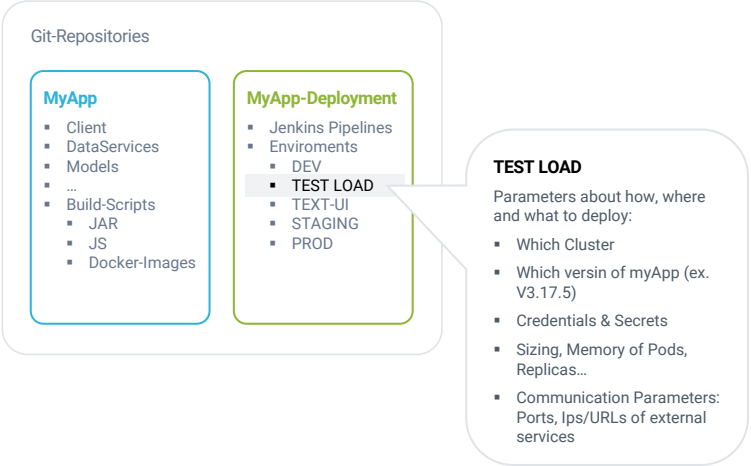 Git-Repositories
MyApp
Client
DataServices
Models
...
Build-Scripts
JAR
JS
Docker-Images
MyApp-Deployment
Jenkins Pipelines
Enviroments
DEV
TEST LOAD
TEXT-UI
STAGING
PROD
TEST LOAD
Parameters about how, where
and what to deploy:
Which Cluster
Which versin of myApp (ex.
V3.17.5)
Credentials & Secrets
Sizing, Memory of Pods,
Replicas...
Communication Parameters:
Ports, Ips/URLs of external
services